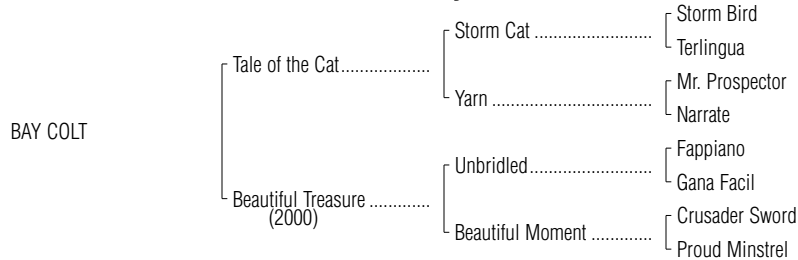 Storm Bird
Storm Cat ..........................
Terlingua
Tale of the Cat...................
Mr. Prospector
Yarn ...................................
Narrate
BAY COLT
Fappiano
Unbridled...........................
Gana Facil
Beautiful Treasure .............
(2000)
Crusader Sword
Beautiful Moment .............
Proud Minstrel